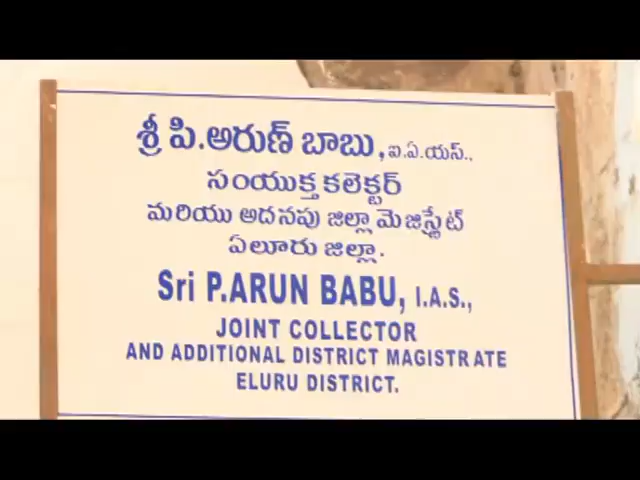 శ్రీ పి.అరుణ్ బాబు, ఐ.ఏ.యస్.,
సంయుక్త కలెక్టర్
మరియు అదనపు జిల్లా మెజిస్ట్రేట్
ఏలూరు జిల్లా.
Sri P.ARUN BABU, I.A.S.,
JOINT COLLECTOR
AND ADDITIONAL DISTRICT MAGISTRATE
ELURU DISTRICT.